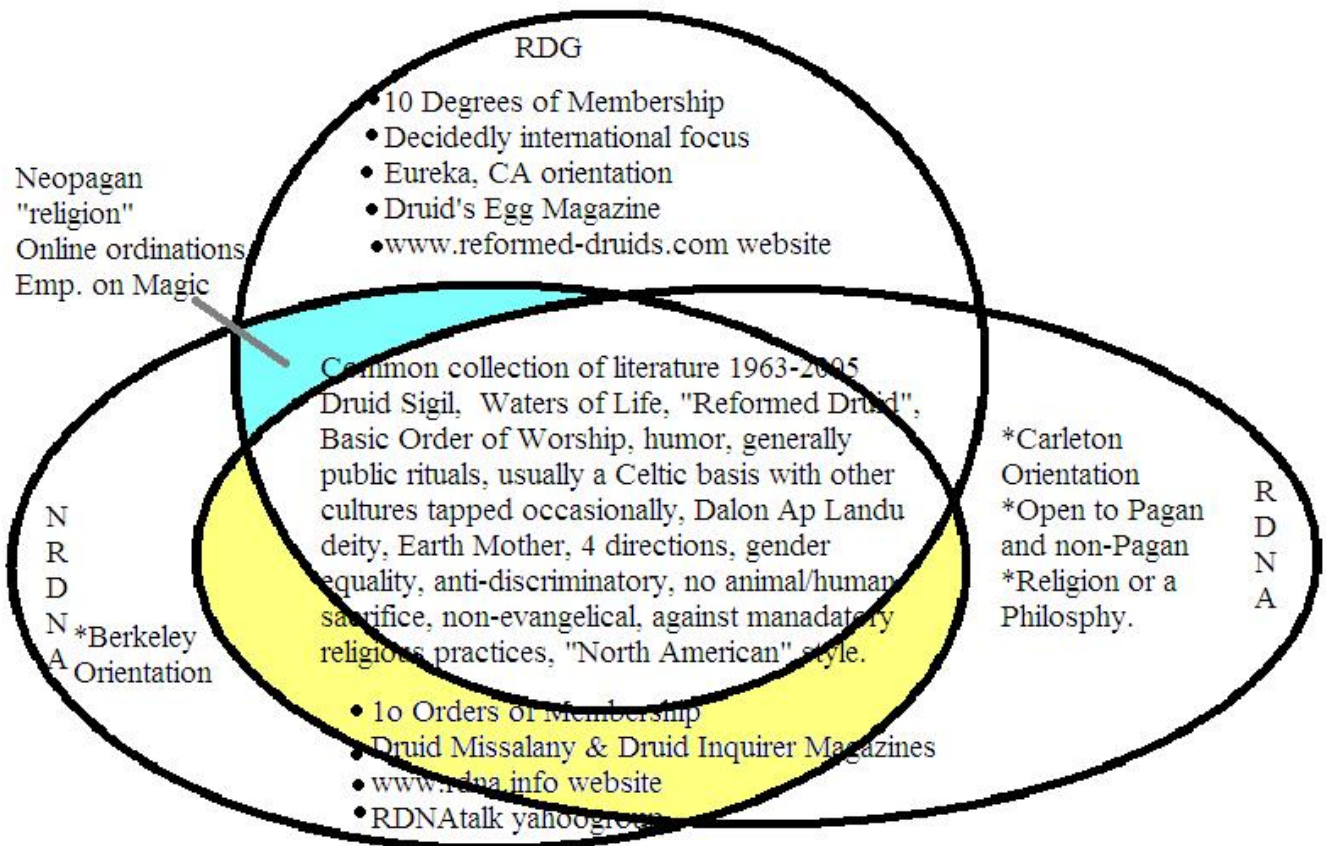 RDG
• 10 Degrees of Membership
• Decidedly international focus
• Eureka, CA orientation
• Druid's Egg Magazine
• www.reformed-druids.com website
Neopagan
"religion"
Online ordinations
Emp. on Magic
Common collection of literature 1963-2005
Druid Sigil, Waters of Life, "Reformed Druid",
Basic Order of Worship, humor, generally
public rituals, usually a Celtic basis with other
cultures tapped occasionally, Dalon Ap Landu
deity, Earth Mother, 4 directions, gender
equality, anti-discriminatory, no animal/human
sacrifice, non-evangelical, against manadatory
religious practices, "North American" style.
*Carleton
Orientation
*Open to Pagan
and non-Pagan
*Religion or a
Philosphy.
R
D
N
A
N
R
D
N
A
*Berkeley
Orientation
• 1o Orders of Membership
• Druid Missalany & Druid Inquirer Magazines
• www.rdna.info website
• RDNAtalk yahoogroup